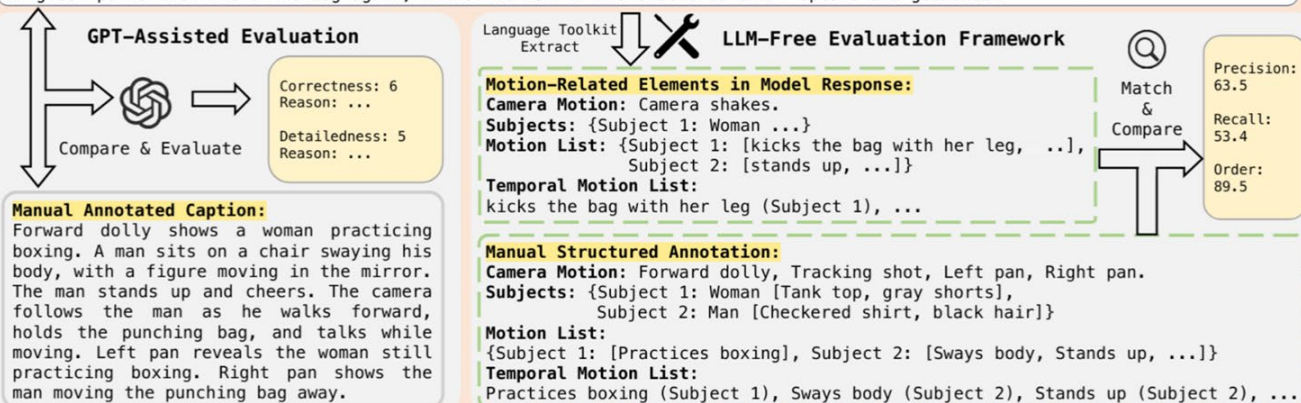 GPT-Assisted Evaluation
Correctness: 6
Reason: ...
Detailedness: 5
Reason: ...
Compare & Evaluate
Manual Annotated Caption:
Forward dolly shows a woman practicing
boxing. A man sits on a chair swaying his
body, with a figure moving in the mirror.
The man stands up and cheers. The camera
follows the man as he walks forward,
holds the punching bag, and talks while
moving. Left pan reveals the woman still
practicing boxing. Right pan shows the
man moving the punching bag away.
Language Toolkit
Extract
LLM-Free Evaluation Framework
Motion-Related Elements in Model Response:
Camera Motion: Camera shakes.
Subjects: {Subject 1: Woman ...}
Motion List: {Subject 1: [kicks the bag with her leg, ..],
Subject 2: [stands up, ...]}
Temporal Motion List:
kicks the bag with her leg (Subject 1), ...
Match
&
Compare
Precision:
63.5
Recall:
53.4
Order:
89.5
Manual Structured Annotation:
Camera Motion: Forward dolly, Tracking shot, Left pan, Right pan.
Subjects: {Subject 1: Woman [Tank top, gray shorts],
Subject 2: Man [Checkered shirt, black hair]}
Motion List:
{Subject 1: [Practices boxing], Subject 2: [Sways body, Stands up, ...]}
Temporal Motion List:
Practices boxing (Subject 1), Sways body (Subject 2), Stands up (Subject 2), ...